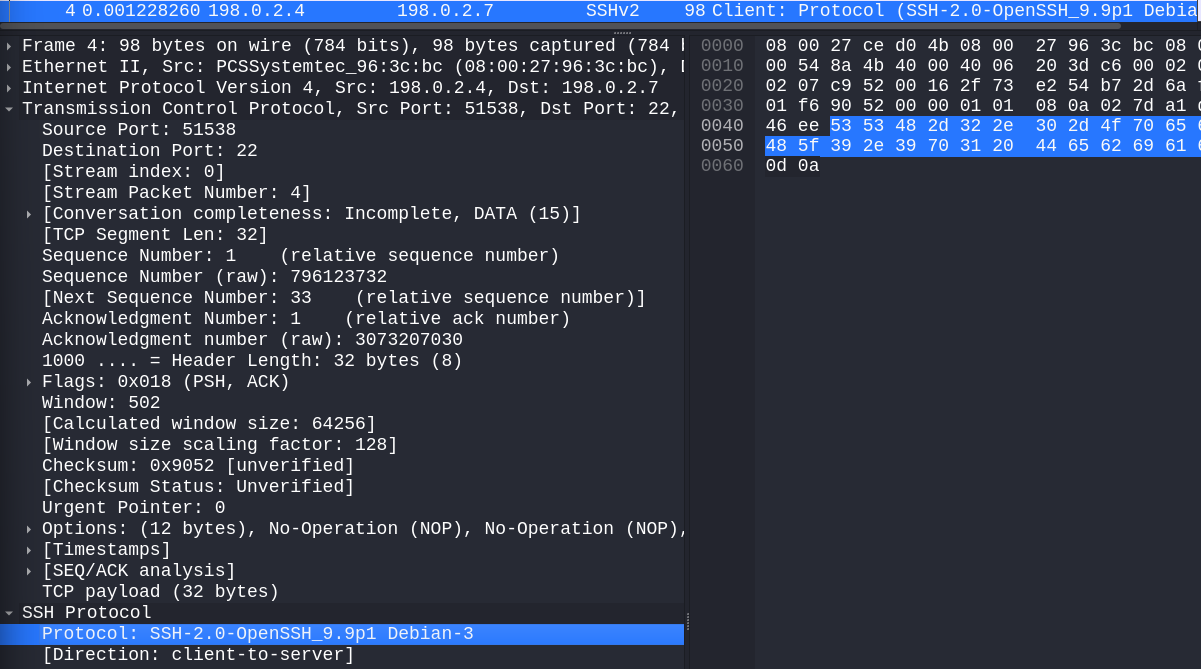 4 0.001228260 198.0.2.4 198.0.2.7 SSHv2 98 Client: Protocol (SSH-2.0-OpenSSH_9.9p1 Debia
Frame 4: 98 bytes on wire (784 bits), 98 bytes captured (784
Ethernet II, Src: PCSSystemtec_96:3c:bc (08:00:27:96:3c:bc),
Internet Protocol Version 4, Src: 198.0.2.4, Dst: 198.0.2.7
Transmission Control Protocol, Src Port: 51538, Dst Port: 22,
Source Port: 51538
Destination Port: 22
[Stream index: 0]
[Stream Packet Number: 4]
[Conversation completeness: Incomplete, DATA (15)]
[TCP Segment Len: 32]
Sequence Number: 1    (relative sequence number)
Sequence Number (raw): 796123732
[Next Sequence Number: 33    (relative sequence number)]
Acknowledgment Number: 1    (relative ack number)
Acknowledgment number (raw): 3073207030
1000 .... = Header Length: 32 bytes (8)
Flags: 0x018 (PSH, ACK)
Window: 502
[Calculated window size: 64256]
[Window size scaling factor: 128]
Checksum: 0x9052 [unverified]
[Checksum Status: Unverified]
Urgent Pointer: 0
Options: (12 bytes), No-Operation (NOP), No-Operation (NOP),
[Timestamps]
[SEQ/ACK analysis]
TCP payload (32 bytes)
SSH Protocol
Protocol: SSH-2.0-OpenSSH_9.9p1 Debian-3
[Direction: client-to-server]
0000 08 00 27 ce d0 4b 08 00 27 96 3c bc 08
0010 00 54 8a 4b 40 00 40 06 20 3d c6 00 02
0020 02 07 c9 52 00 16 2f 73 e2 54 b7 2d 6a
0030 01 f6 90 52 00 00 01 01 08 0a 02 7d a1
0040 46 ee 53 53 48 2d 32 2e 30 2d 4f 70 65
0050 48 5f 39 2e 39 70 31 20 44 65 62 69 61
0060 0d 0a